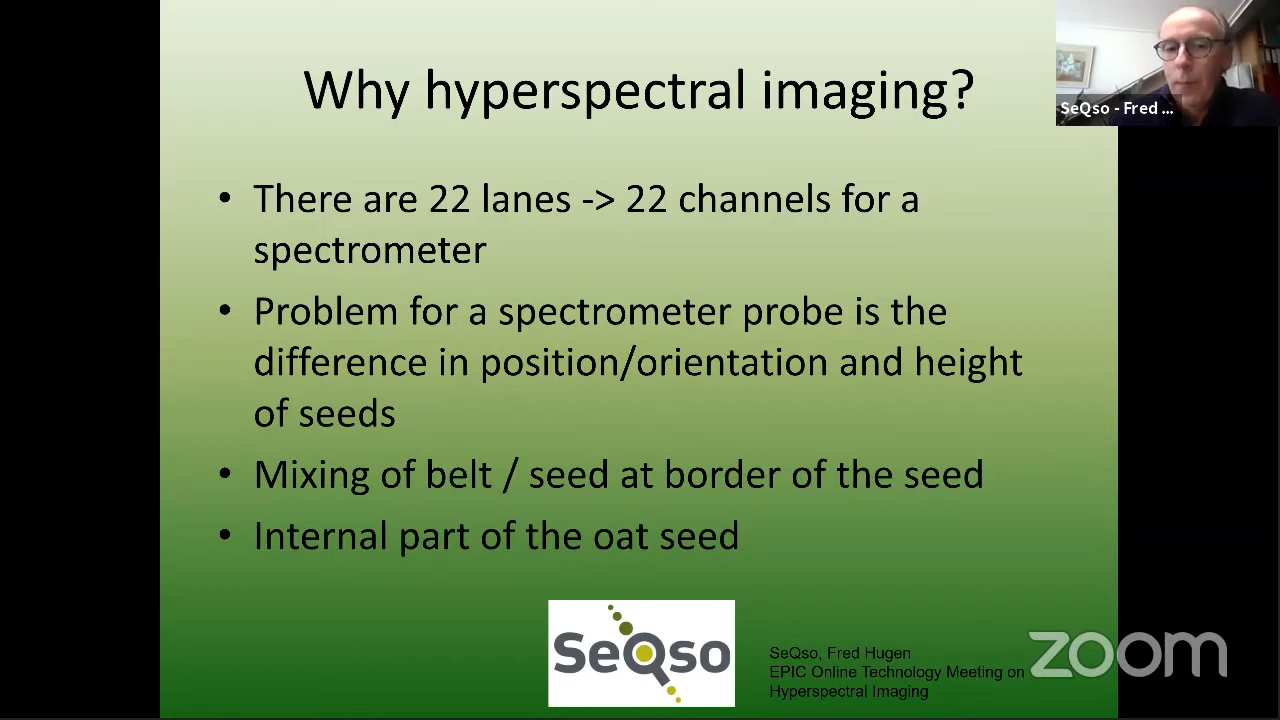 Why hyperspectral imaging?
SeQso - Fred ...
• There are 22 lanes -> 22 channels for a
spectrometer
• Problem for a spectrometer probe is the
difference in position/orientation and height
of seeds
• Mixing of belt / seed at border of the seed
• Internal part of the oat seed
SeQso
SeQso, Fred Hugen
EPIC Online Technology Meeting on
Hyperspectral Imaging
zoom